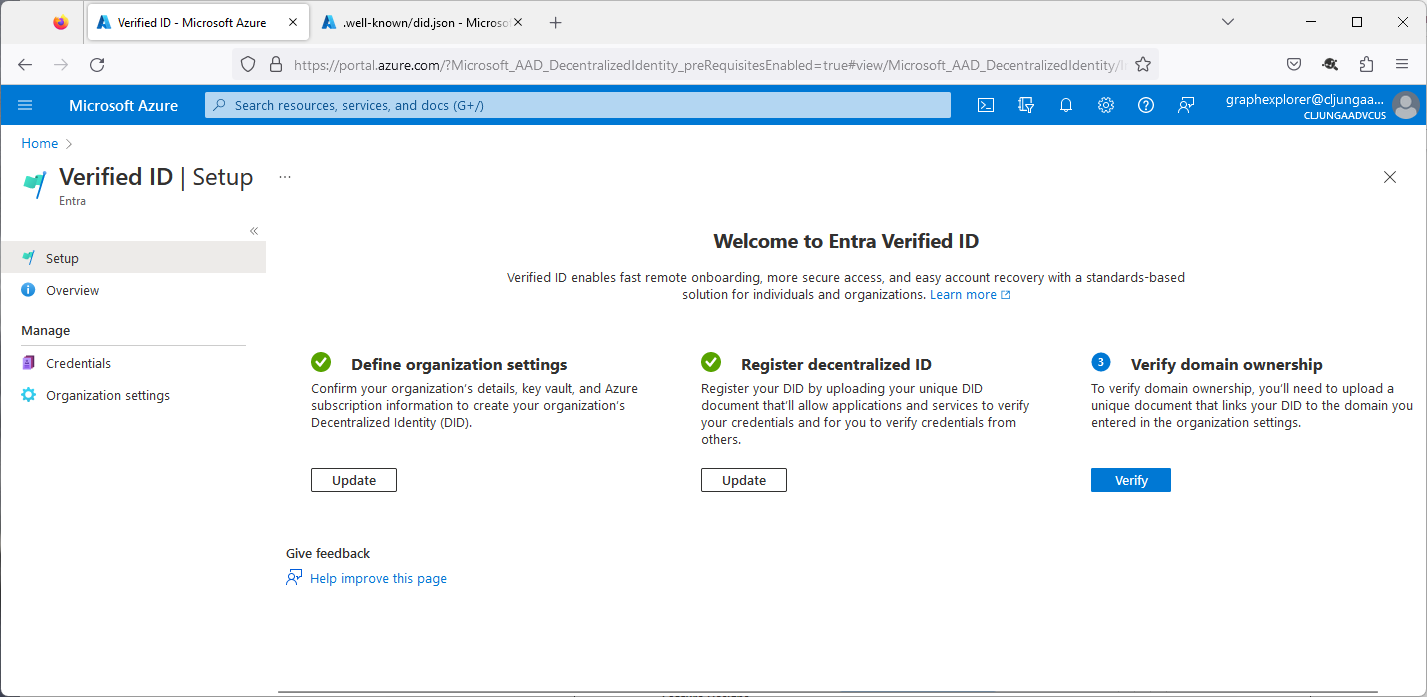 Verified ID - Microsoft Azure
.well-known/did.json - Microso
https://portal.azure.com/?Microsoft_AAD_DecentralizedIdentity_preRequisitesEnabled=true#view/Microsoft_AAD_DecentralizedIdentity/
Microsoft Azure
Search resources, services, and docs (G+/)
graphexplorer@cljungaa...
CLJUNGAADVCUS
Home
Verified ID | Setup
...
Entra
Setup
Overview
Manage
Credentials
Organization settings
Welcome to Entra Verified ID
Verified ID enables fast remote onboarding, more secure access, and easy account recovery with a standards-based
solution for individuals and organizations. Learn more
Define organization settings
Confirm your organization's details, key vault, and Azure
subscription information to create your organization's
Decentralized Identity (DID).
Update
Register decentralized ID
Register your DID by uploading your unique DID
document that'll allow applications and services to verify
your credentials and for you to verify credentials from
others.
Update
3
Verify domain ownership
To verify domain ownership, you'll need to upload a
unique document that links your DID to the domain you
entered in the organization settings.
Verify
Give feedback
Help improve this page